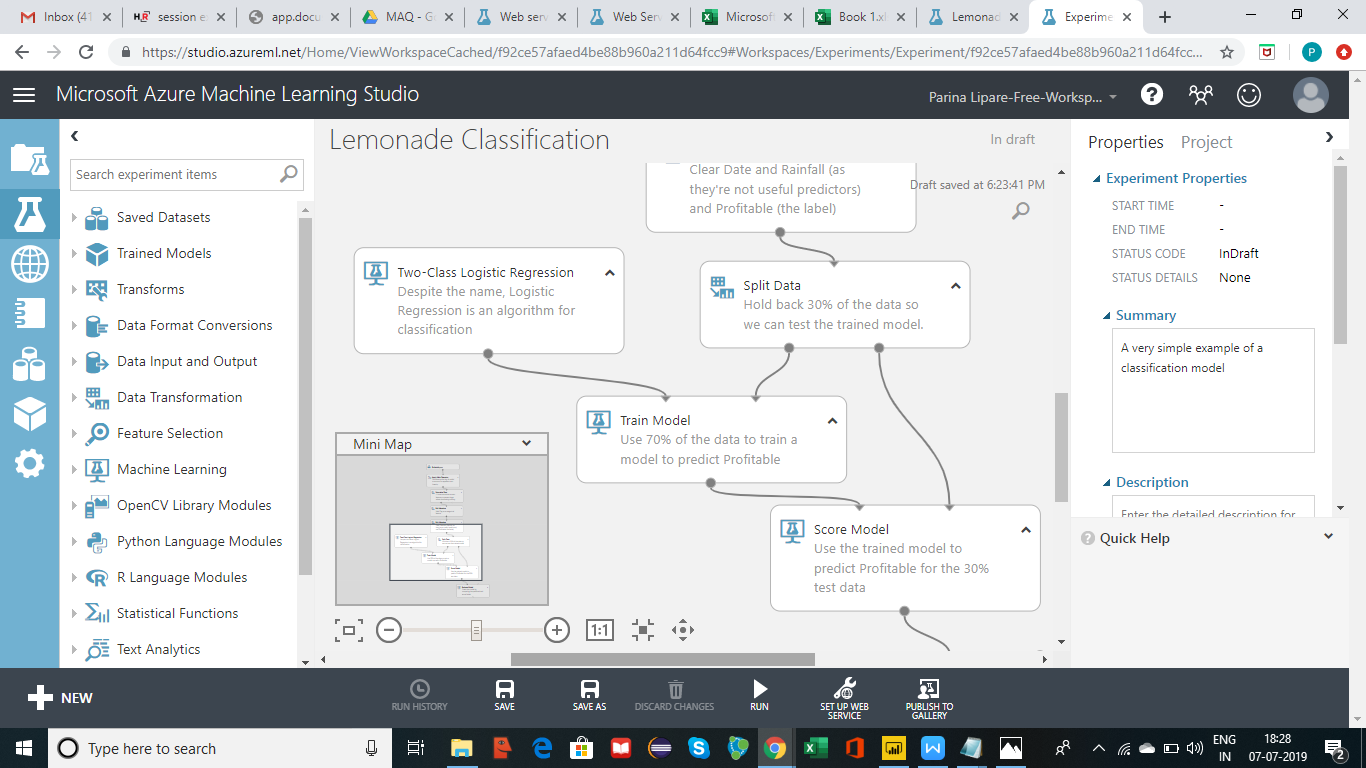 Inbox (41
session e
app.docu
MAQ - G
Web serv
Web Serv
Microsoft
Book 1.xl
Lemonad
Experime
https://studio.azureml.net/Home/ViewWorkspaceCached/f92ce57afaed4be88b960a211d64fcc9#Workspaces/Experiments/Experiment/f92ce57afaed4be88b960a211d64fcc...
P
Microsoft Azure Machine Learning Studio
Parina Lipare-Free-Worksp...
Search experiment items
Saved Datasets
Trained Models
Transforms
Data Format Conversions
Data Input and Output
Data Transformation
Feature Selection
Machine Learning
OpenCV Library Modules
Python Language Modules
R Language Modules
Statistical Functions
Text Analytics
Lemonade Classification
In draft
Draft saved at 6:23:41 PM
Clear Date and Rainfall (as
they're not useful predictors)
and Profitable (the label)
Two-Class Logistic Regression
Despite the name, Logistic
Regression is an algorithm for
classification
Split Data
Hold back 30% of the data so
we can test the trained model.
Train Model
Use 70% of the data to train a
model to predict Profitable
Score Model
Use the trained model to
predict Profitable for the 30%
test data
Mini Map
1:1
Properties
Project
Experiment Properties
START TIME -
END TIME -
STATUS CODE InDraft
STATUS DETAILS None
Summary
A very simple example of a
classification model
Description
Enter the detailed description for
Quick Help
NEW
RUN HISTORY
SAVE
SAVE AS
DISCARD CHANGES
RUN
SET UP WEB
SERVICE
PUBLISH TO
GALLERY
Type here to search
ENG
IN
18:28
07-07-2019
2